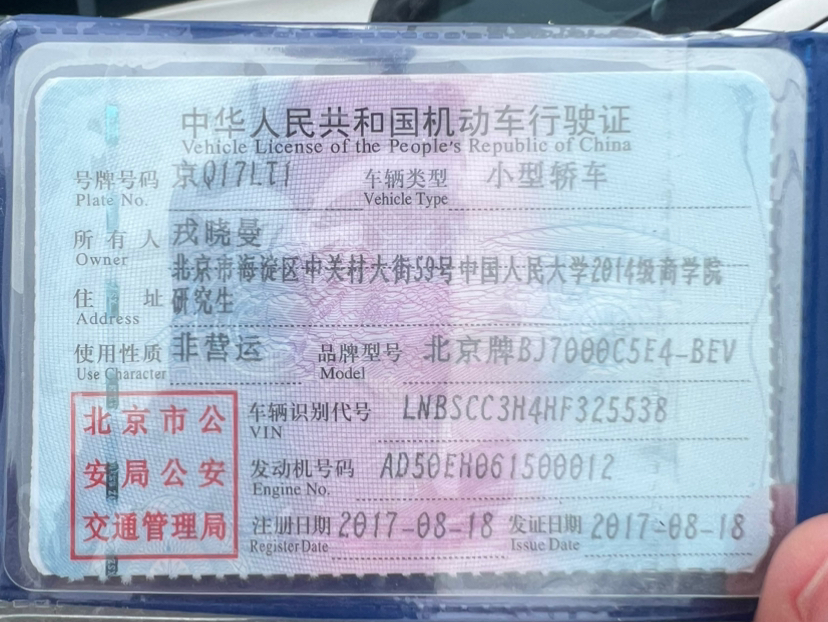 中华人民共和国机动车行驶证
Vehicle License of the People's Republic of China
号牌号码 京Q17LT1 车辆类型 小型轿车
Plate No. Vehicle Type
所有人 戎晓曼
Owner
北京市海淀区中关村大街59号中国人民大学2014级商学院
住址 研究生
Address
使用性质 非营运 品牌型号 北京牌BJ7000C5E4-BEV
Use Character Model
北京市公 车辆识别代号 LNBSCC3H4HF325538
VIN
安局公安 发动机号码 AD50EH061500012
Engine No.
交通管理局 注册日期 2017-08-18 发证日期 2017-08-18
Register Date Issue Date